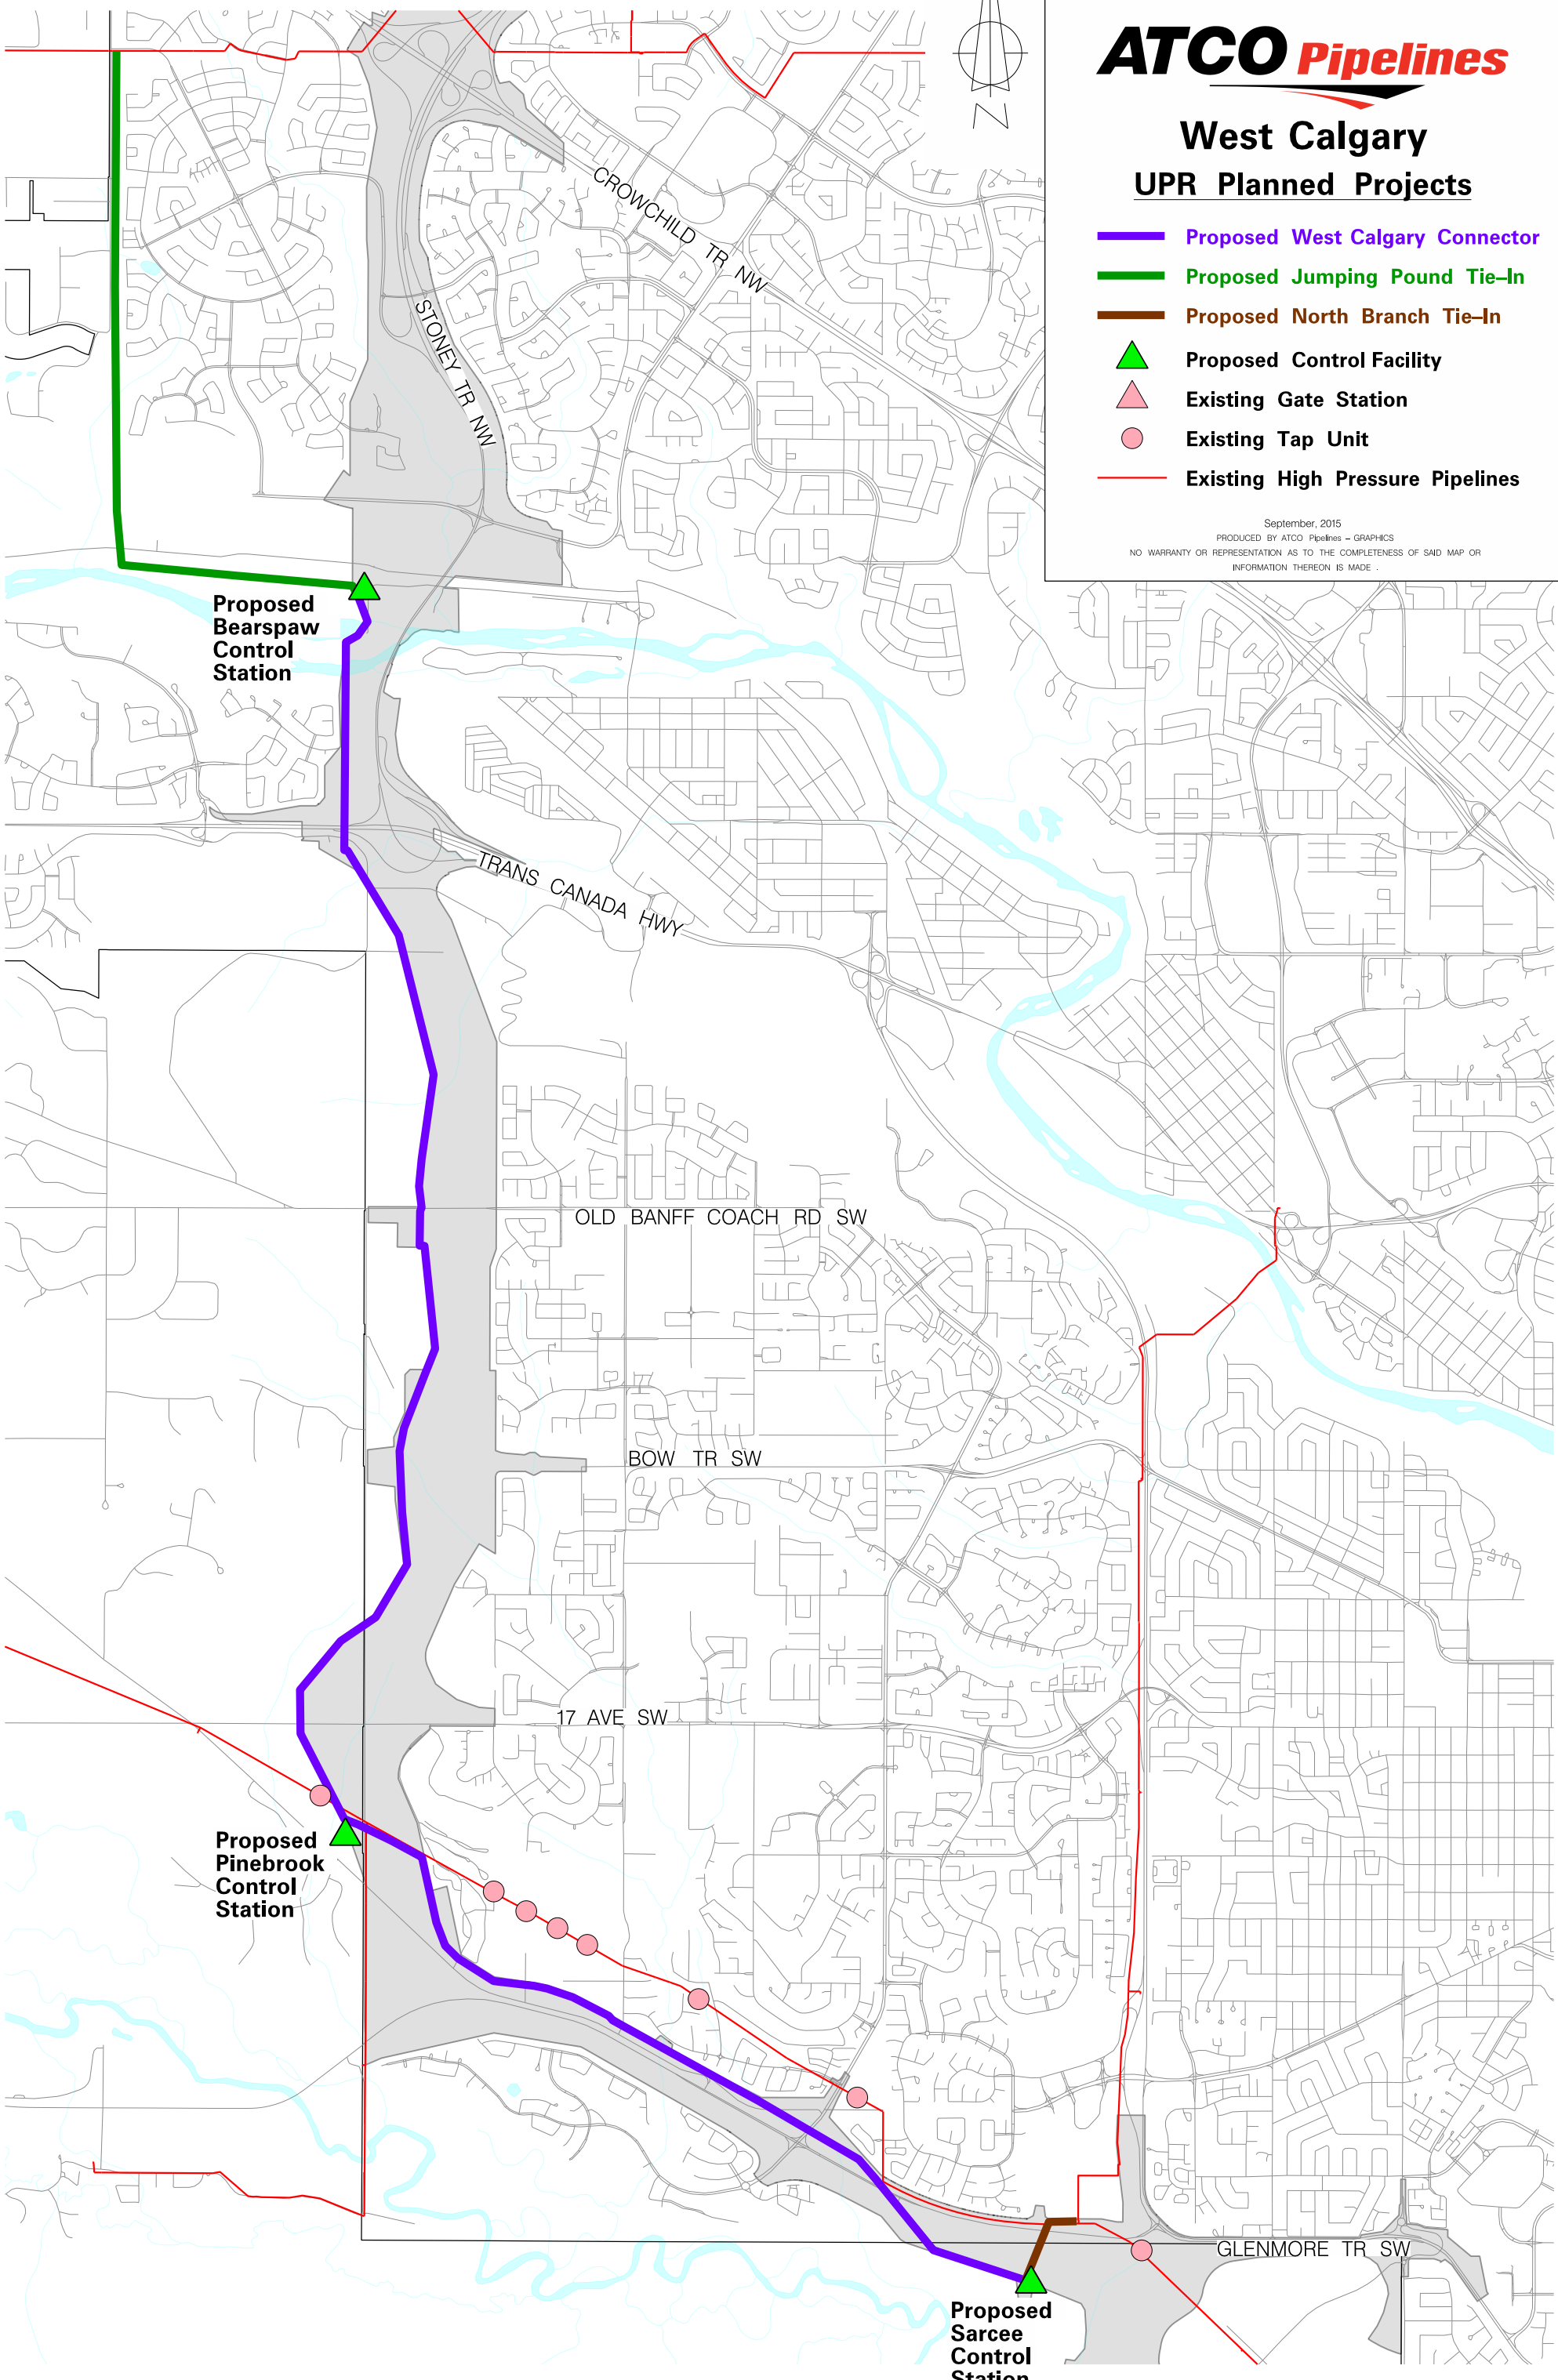 ATCO Pipelines
West Calgary
UPR Planned Projects
Proposed West Calgary Connector
Proposed Jumping Pound Tie-In
Proposed North Branch Tie-In
Proposed Control Facility
Existing Gate Station
Existing Tap Unit
Existing High Pressure Pipelines
September, 2015
PRODUCED BY ATCO Pipelines - GRAPHICS
NO WARRANTY OR REPRESENTATION AS TO THE COMPLETENESS OF SAID MAP OR
INFORMATION THEREON IS MADE .
N
CROWCHILD TR NW
STONEY TR NW
Proposed
Bearspaw
Control
Station
TRANS CANADA HWY
OLD BANFF COACH RD SW
BOW TR SW
17 AVE SW
Proposed
Pinebrook
Control
Station
GLENMORE TR SW
Proposed
Sarcee
Control
Station